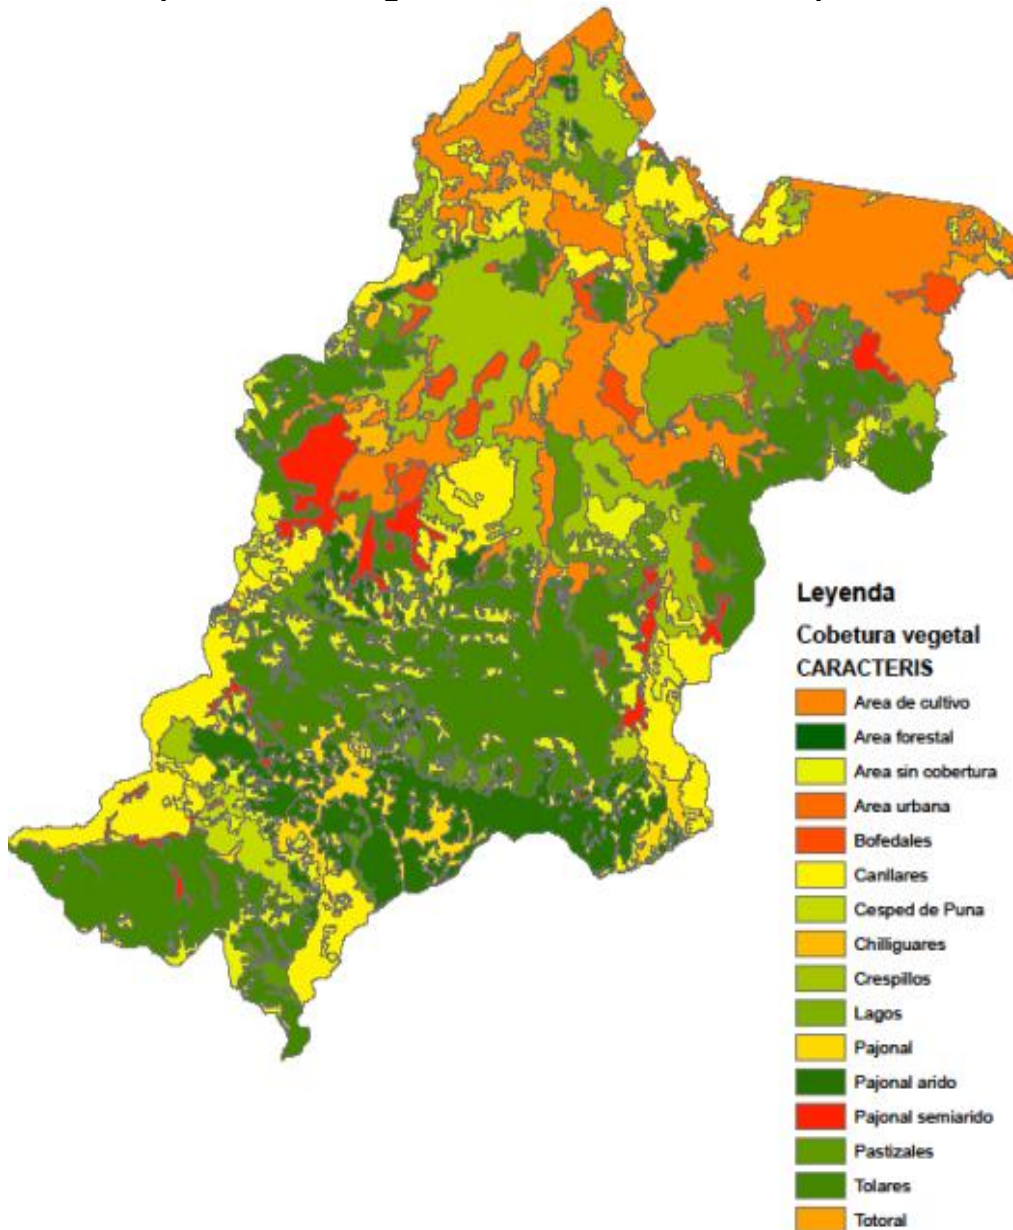 Leyenda
Cobetura vegetal
CARACTERIS
Area de cultivo
Area forestal
Area sin cobertura
Area urbana
Bofedales
Canllares
Cesped de Puna
Chilliguares
Crespillos
Lagos
Pajonal
Pajonal arido
Pajonal semiarido
Pastizales
Tolares
Totoral